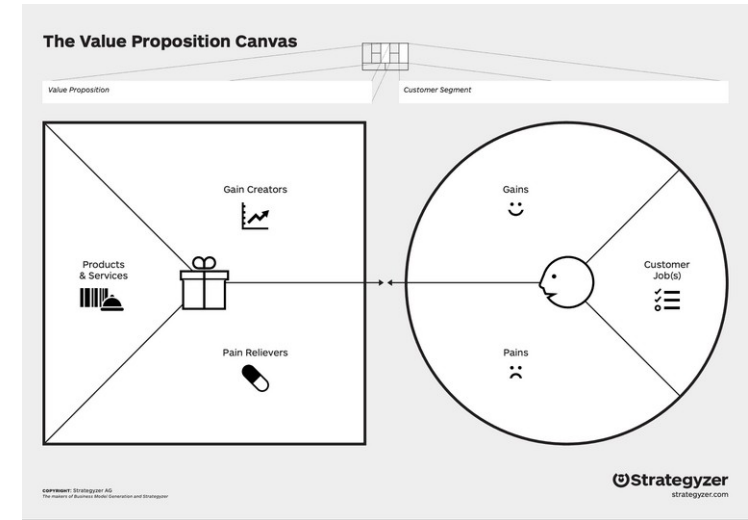 The Value Proposition Canvas
Value Proposition
Customer Segment
Gain Creators
Gains
Products
& Services
Customer
Job(s)
Pain Relievers
Pains
COPYRIGHT: Strategyzer AG
The makers of Business Model Generation and Strategyzer
Strategyzer
strategyzer.com